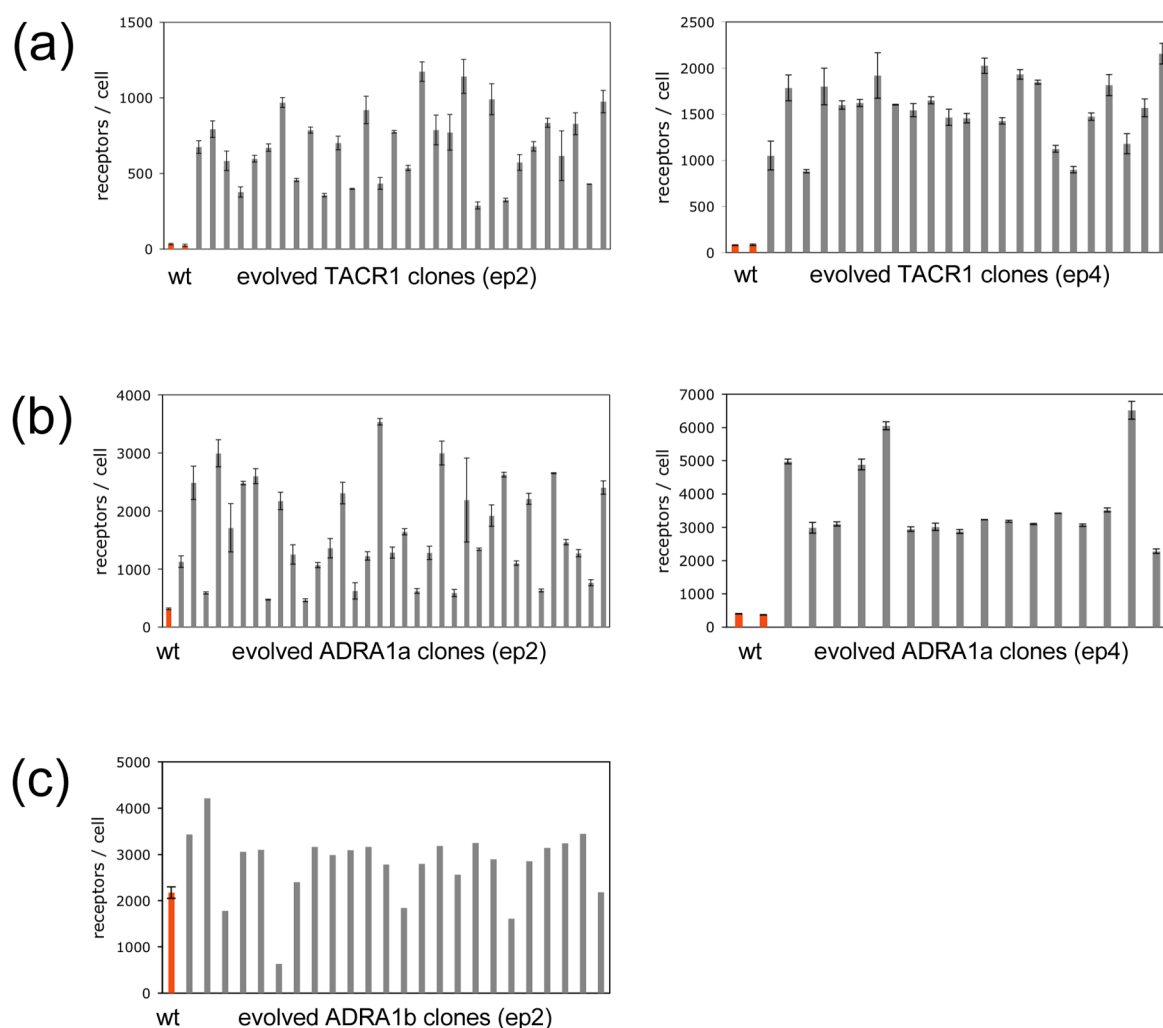 (a)
receptors / cell
1500
1000
500
0
wt
evolved TACR1 clones (ep2)
receptors / cell
2500
2000
1500
1000
500
0
wt
evolved TACR1 clones (ep4)
(b)
receptors / cell
4000
3000
2000
1000
0
wt
evolved ADRA1a clones (ep2)
receptors / cell
7000
6000
5000
4000
3000
2000
1000
0
wt
evolved ADRA1a clones (ep4)
(c)
receptors / cell
5000
4000
3000
2000
1000
0
wt
evolved ADRA1b clones (ep2)